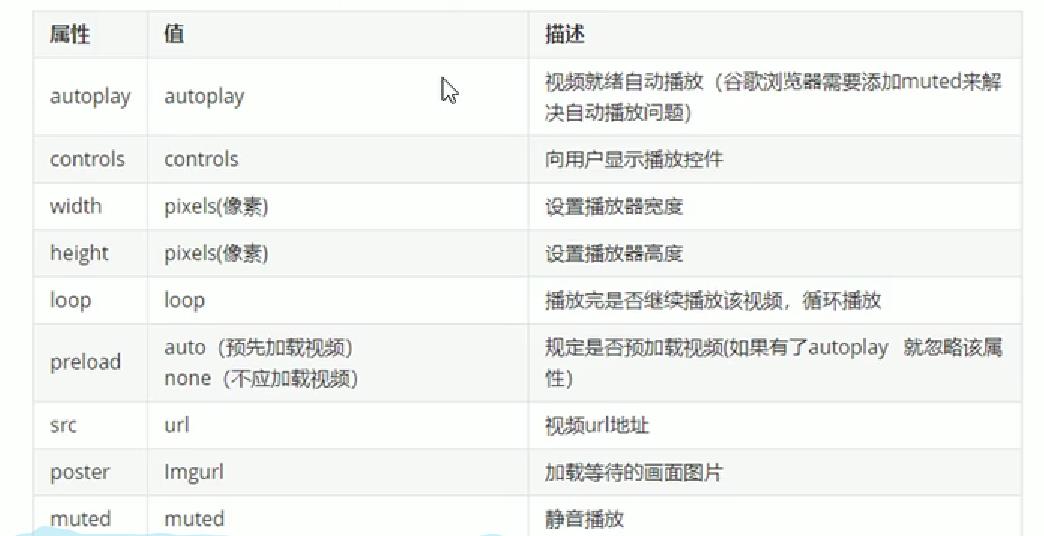 属性 值 描述
autoplay autoplay 视频就绪自动播放（谷歌浏览器需要添加muted来解
决自动播放问题）
controls controls 向用户显示播放控件
width pixels(像素) 设置播放器宽度
height pixels(像素) 设置播放器高度
loop loop 播放完是否继续播放该视频，循环播放
preload auto（预先加载视频） 规定是否预加载视频(如果有了autoplay 就忽略该属
none（不应加载视频） 性）
src url 视频url地址
poster Imgurl 加载等待的画面图片
muted muted 静音播放